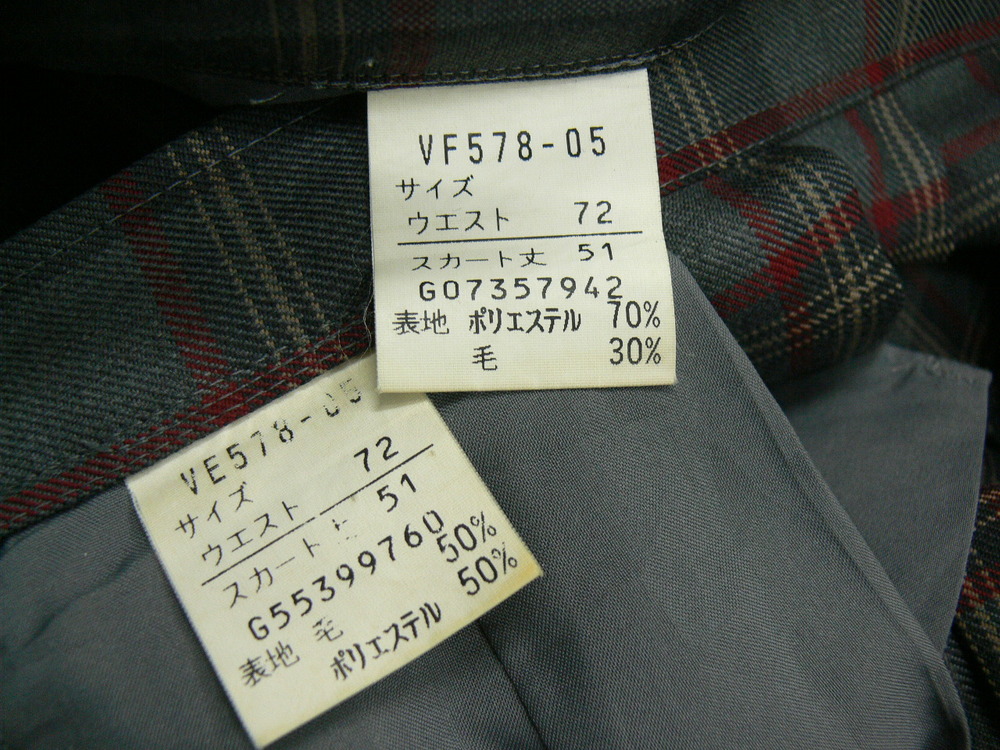 VF578-05
サイズ
ウエスト 72
スカート丈 51
G07357942
表地 ポリエステル 70%
毛 30%
VE578-05
サイズ
ウエスト 72
スカート 51
G55399760
表地 毛 50%
ポリエステル 50%